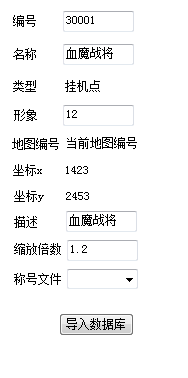 编号 30001
名称 血魔战将
类型 挂机点
形象 12
地图编号 当前地图编号
坐标x 1423
坐标y 2453
描述 血魔战将
缩放倍数 1.2
称号文件
导入数据库